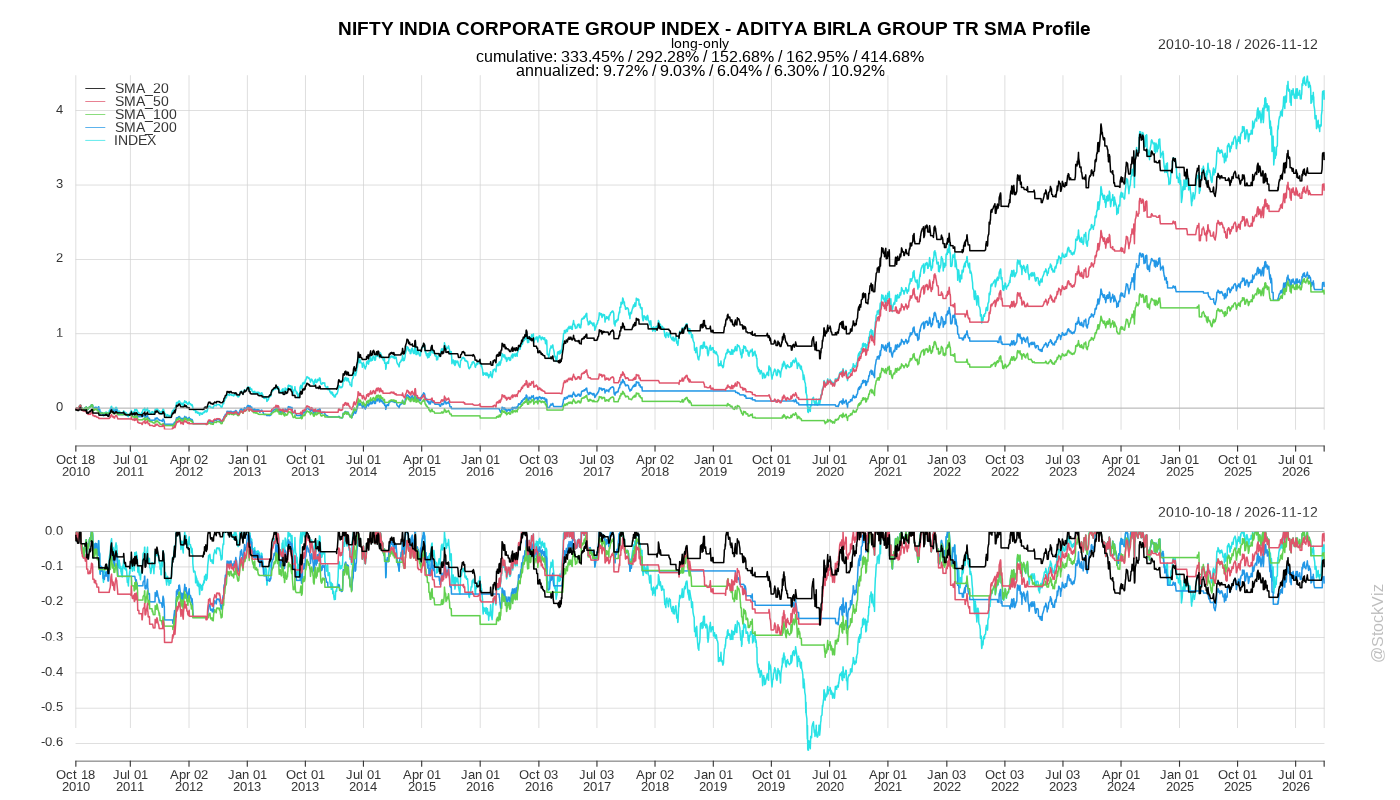 NIFTY INDIA CORPORATE GROUP INDEX - ADITYA BIRLA GROUP TR SMA Profile
long-only
2010-10-18 / 2026-11-12
cumulative: 333.45% / 292.28% / 152.68% / 162.95% / 414.68%
annualized: 9.72% / 9.03% / 6.04% / 6.30% / 10.92%
SMA_20
SMA_50
SMA_100
SMA_200
INDEX
4
3
2
1
0
Oct 18 Jul 01 Apr 02 Jan 01 Oct 01 Jul 01 Apr 01 Jan 01 Oct 03 Jul 03 Apr 02 Jan 01 Oct 01 Jul 01 Apr 01 Jan 03 Oct 03 Jul 03 Apr 01 Jan 01 Oct 01 Jul 01
2010 2011 2012 2013 2013 2014 2015 2016 2016 2017 2018 2019 2019 2020 2021 2022 2022 2023 2024 2025 2025 2026
2010-10-18 / 2026-11-12
0.0
-0.1
-0.2
-0.3
-0.4
-0.5
-0.6
Oct 18 Jul 01 Apr 02 Jan 01 Oct 01 Jul 01 Apr 01 Jan 01 Oct 03 Jul 03 Apr 02 Jan 01 Oct 01 Jul 01 Apr 01 Jan 03 Oct 03 Jul 03 Apr 01 Jan 01 Oct 01 Jul 01
2010 2011 2012 2013 2013 2014 2015 2016 2016 2017 2018 2019 2019 2020 2021 2022 2022 2023 2024 2025 2025 2026
@StockViz